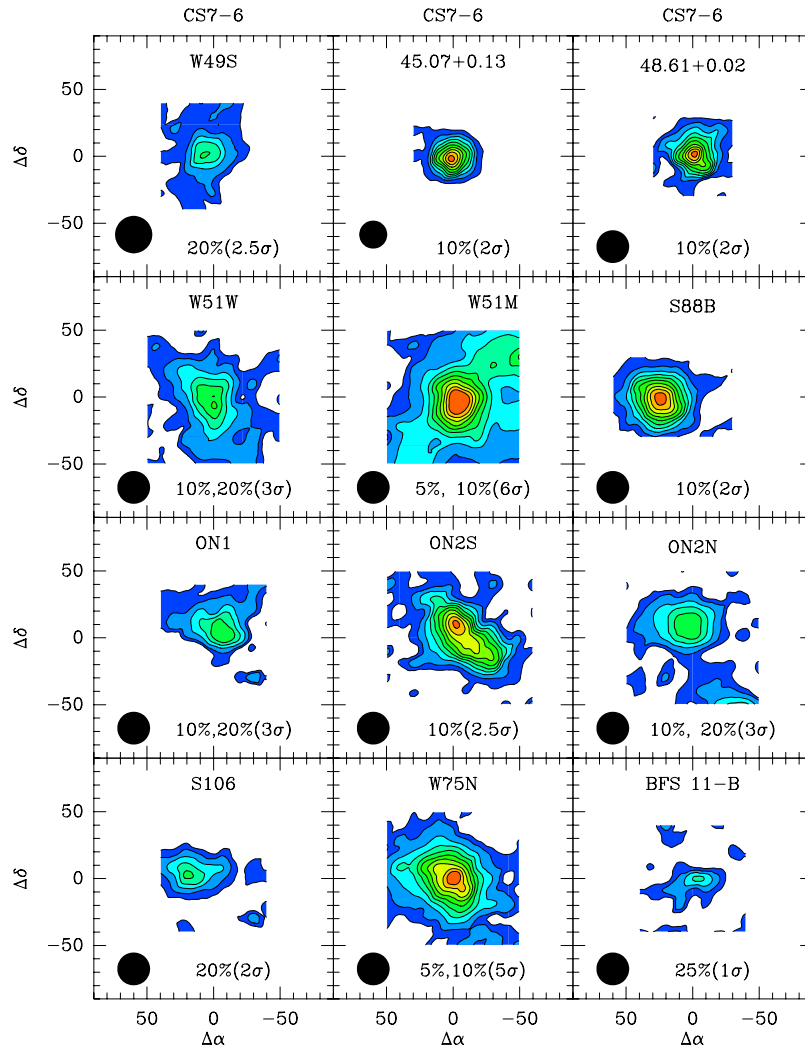 CS7-6 CS7-6 CS7-6
W49S 45.07+0.13 48.61+0.02
50
0
-50
Δδ
20%(2.5σ) 10%(2σ) 10%(2σ)
W51W W51M S88B
50
0
-50
Δδ
10%,20%(3σ) 5%, 10%(6σ) 10%(2σ)
ON1 ON2S ON2N
50
0
-50
Δδ
10%,20%(3σ) 10%(2.5σ) 10%, 20%(3σ)
S106 W75N BFS 11-B
50
0
-50
Δδ
20%(2σ) 5%,10%(5σ) 25%(1σ)
50 0 -50 50 0 -50 50 0 -50
Δα Δα Δα